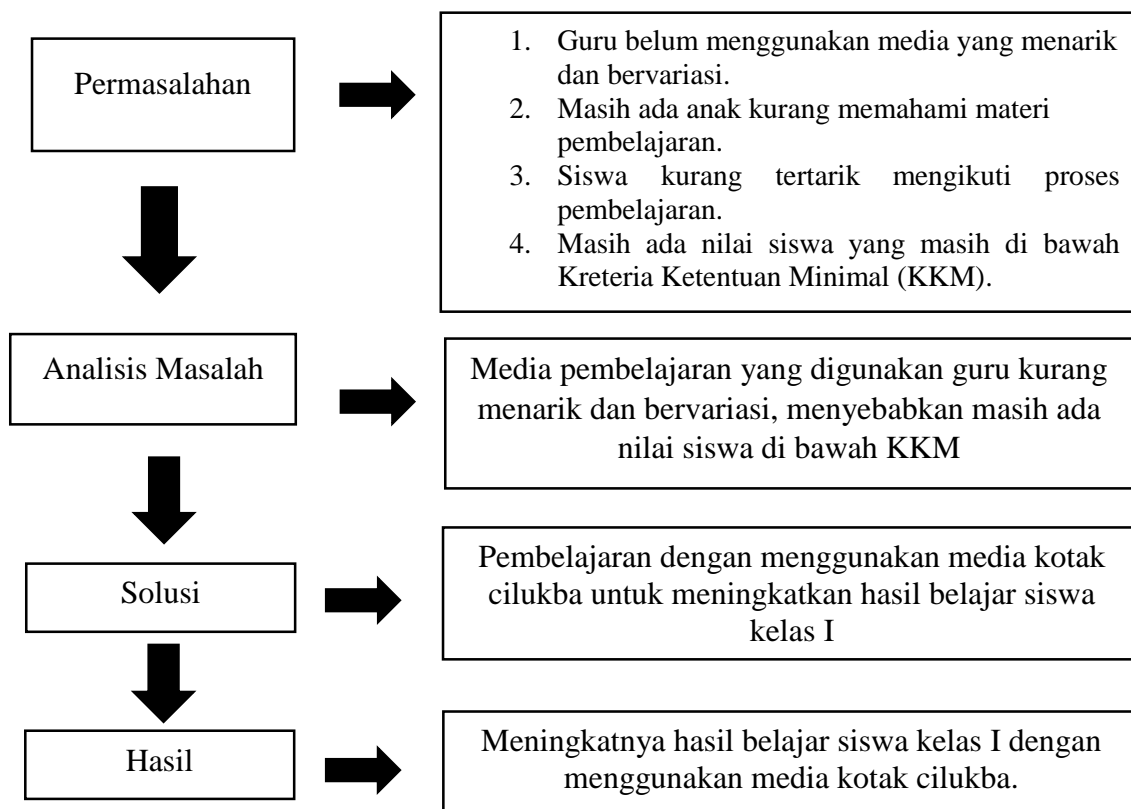 Permasalahan
1. Guru belum menggunakan media yang menarik
dan bervariasi.
2. Masih ada anak kurang memahami materi
pembelajaran.
3. Siswa kurang tertarik mengikuti proses
pembelajaran.
4. Masih ada nilai siswa yang masih di bawah
Kreteria Ketentuan Minimal (KKM).
Analisis Masalah
Media pembelajaran yang digunakan guru kurang
menarik dan bervariasi, menyebabkan masih ada
nilai siswa di bawah KKM
Solusi
Pembelajaran dengan menggunakan media kotak
cilukba untuk meningkatkan hasil belajar siswa
kelas I
Hasil
Meningkatnya hasil belajar siswa kelas I dengan
menggunakan media kotak cilukba.